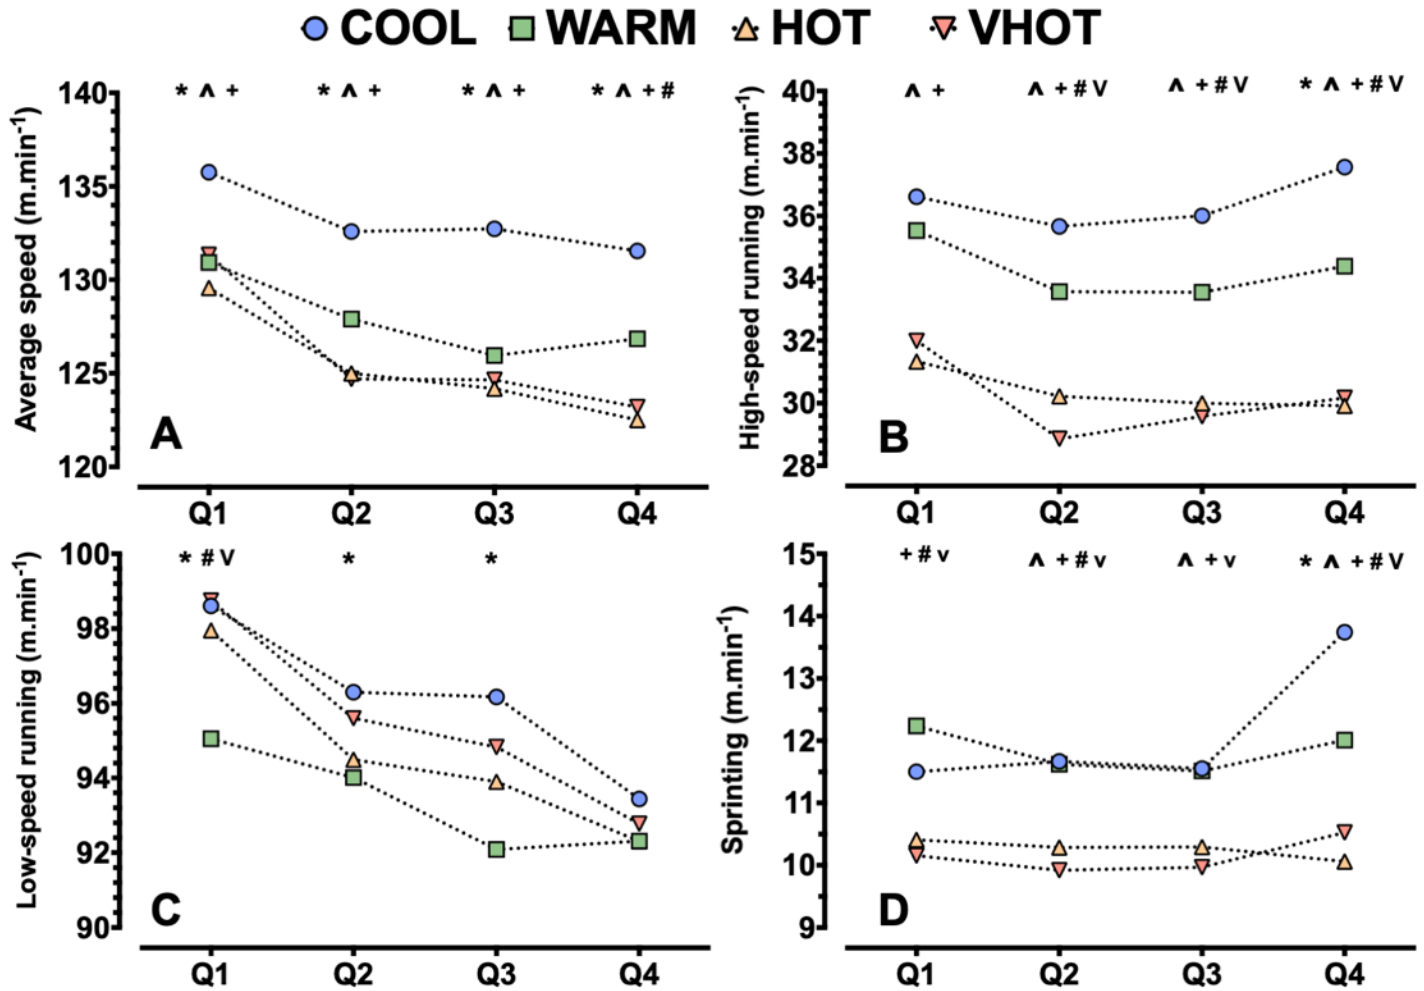 COOL WARM HOT VHOT
Average speed (m.min-1)
140
135
130
125
120
* ^ +
* ^ +
* ^ +
* ^ + #
A
Q1 Q2 Q3 Q4
High-speed running (m.min-1)
40
38
36
34
32
30
28
^ +
^ + # V
^ + # V
* ^ + # V
B
Q1 Q2 Q3 Q4
Low-speed running (m.min-1)
100
98
96
94
92
90
* # V
*
*
C
Q1 Q2 Q3 Q4
Sprinting (m.min-1)
15
14
13
12
11
10
9
+ # v
^ + # v
^ + v
* ^ + # V
D
Q1 Q2 Q3 Q4